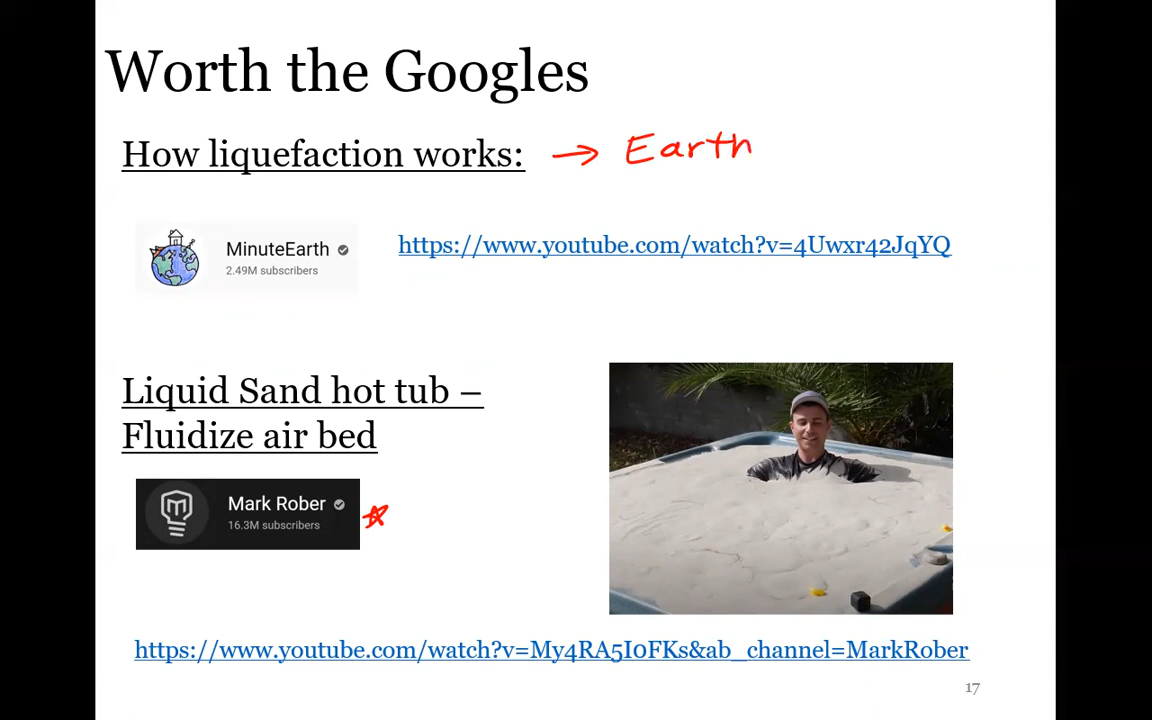 Worth the Googles
How liquefaction works: → Earth
MinuteEarth
2.49M subscribers
https://www.youtube.com/watch?v=4Uwxr42JqYQ
Liquid Sand hot tub –
Fluidize air bed
Mark Rober
16.3M subscribers
https://www.youtube.com/watch?v=My4RA5I0FKs&ab_channel=MarkRober
17